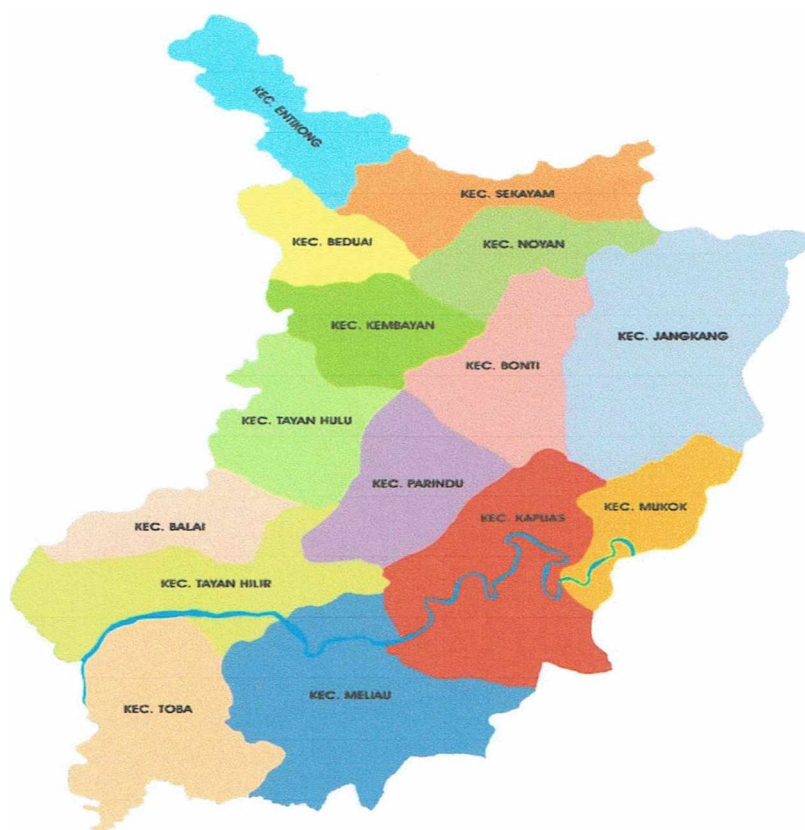 KEC. ENTIKONG
KEC. SEKAYAM
KEC. BEDUAI
KEC. NOYAN
KEC. KEMBAYAN
KEC. JANGKANG
KEC. BONTI
KEC. TAYAN HULU
KEC. PARINDU
KEC. MUKOK
KEC. KAPUAS
KEC. BALAI
KEC. TAYAN HILIR
KEC. MELIAU
KEC. TOBA